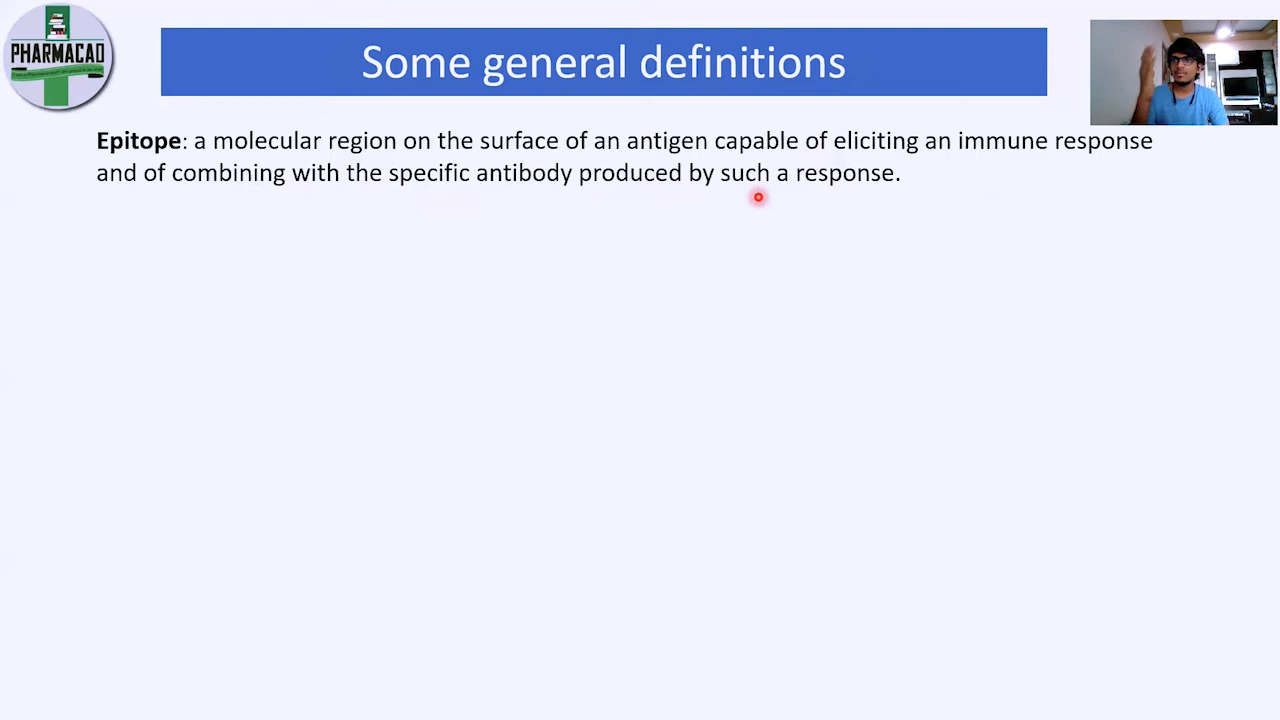 PHARMACAD
Some general definitions
Epitope: a molecular region on the surface of an antigen capable of eliciting an immune response
and of combining with the specific antibody produced by such a response.